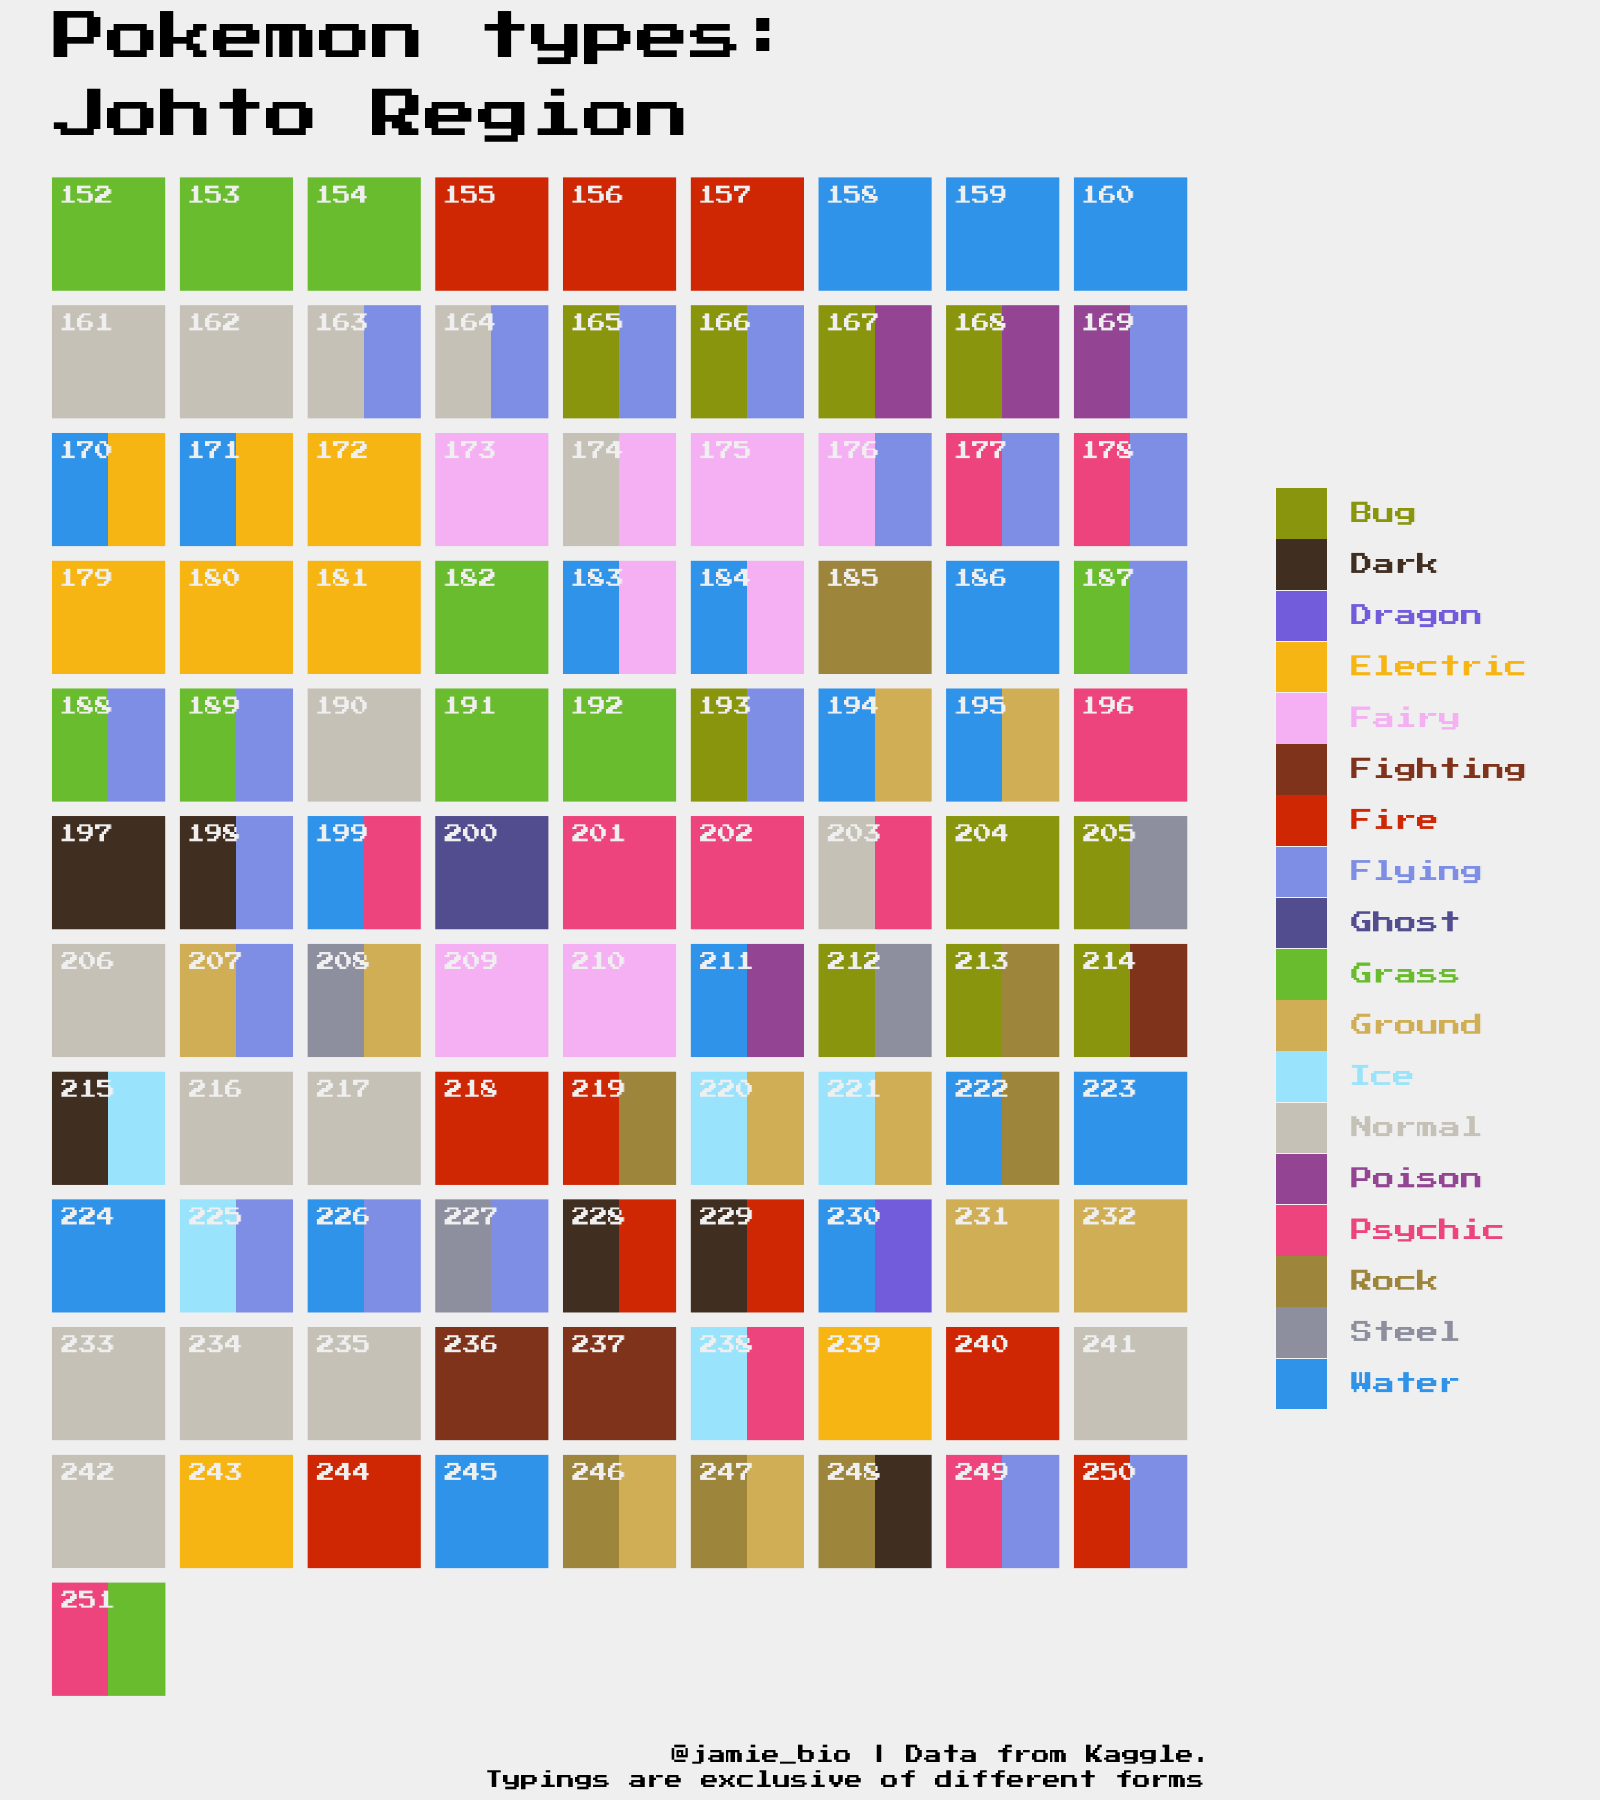 Pokemon types:
Johto Region
152 153 154 155 156 157 158 159 160
161 162 163 164 165 166 167 168 169
170 171 172 173 174 175 176 177 178
179 180 181 182 183 184 185 186 187
188 189 190 191 192 193 194 195 196
197 198 199 200 201 202 203 204 205
206 207 208 209 210 211 212 213 214
215 216 217 218 219 220 221 222 223
224 225 226 227 228 229 230 231 232
233 234 235 236 237 238 239 240 241
242 243 244 245 246 247 248 249 250
251
Bug
Dark
Dragon
Electric
Fairy
Fighting
Fire
Flying
Ghost
Grass
Ground
Ice
Normal
Poison
Psychic
Rock
Steel
Water
@jamie_bio | Data from Kaggle.
Typings are exclusive of different forms